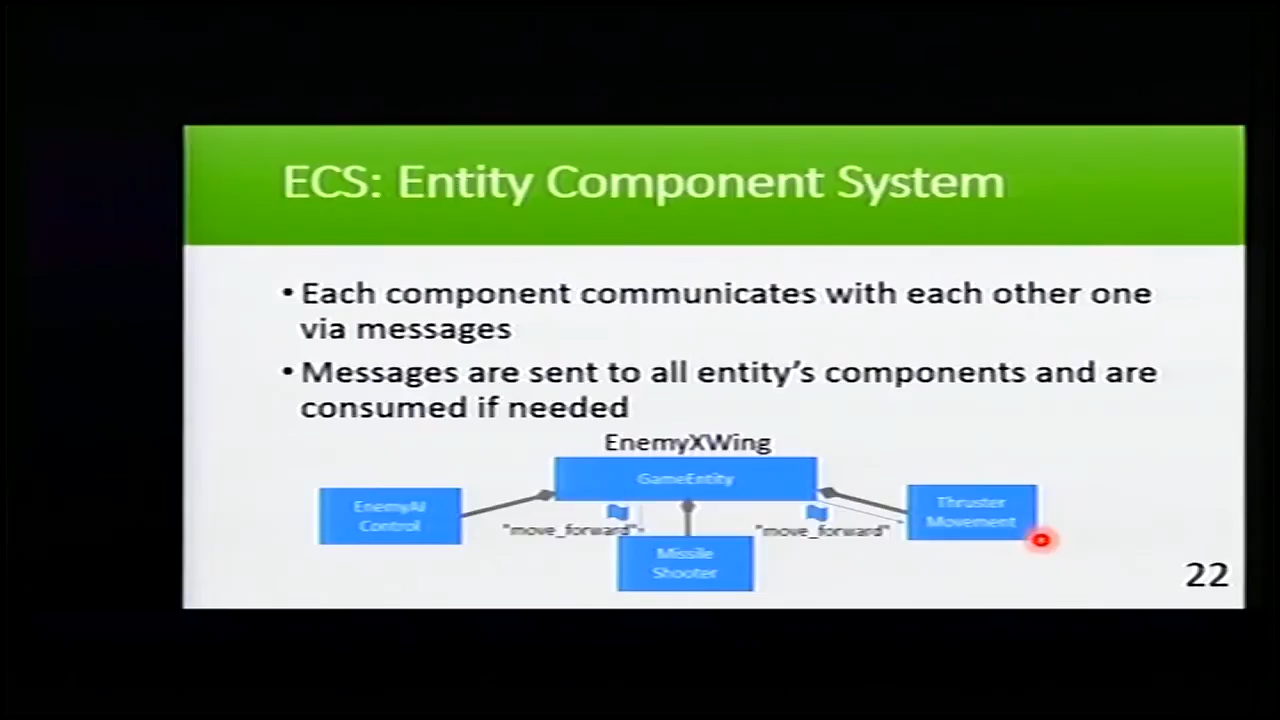 ECS: Entity Component System
• Each component communicates with each other one
via messages
• Messages are sent to all entity's components and are
consumed if needed
EnemyXWing
GameEntity
EnemyAI
Control
"move_forward"
Missile
Shooter
"move_forward"
Thruster
Movement
22